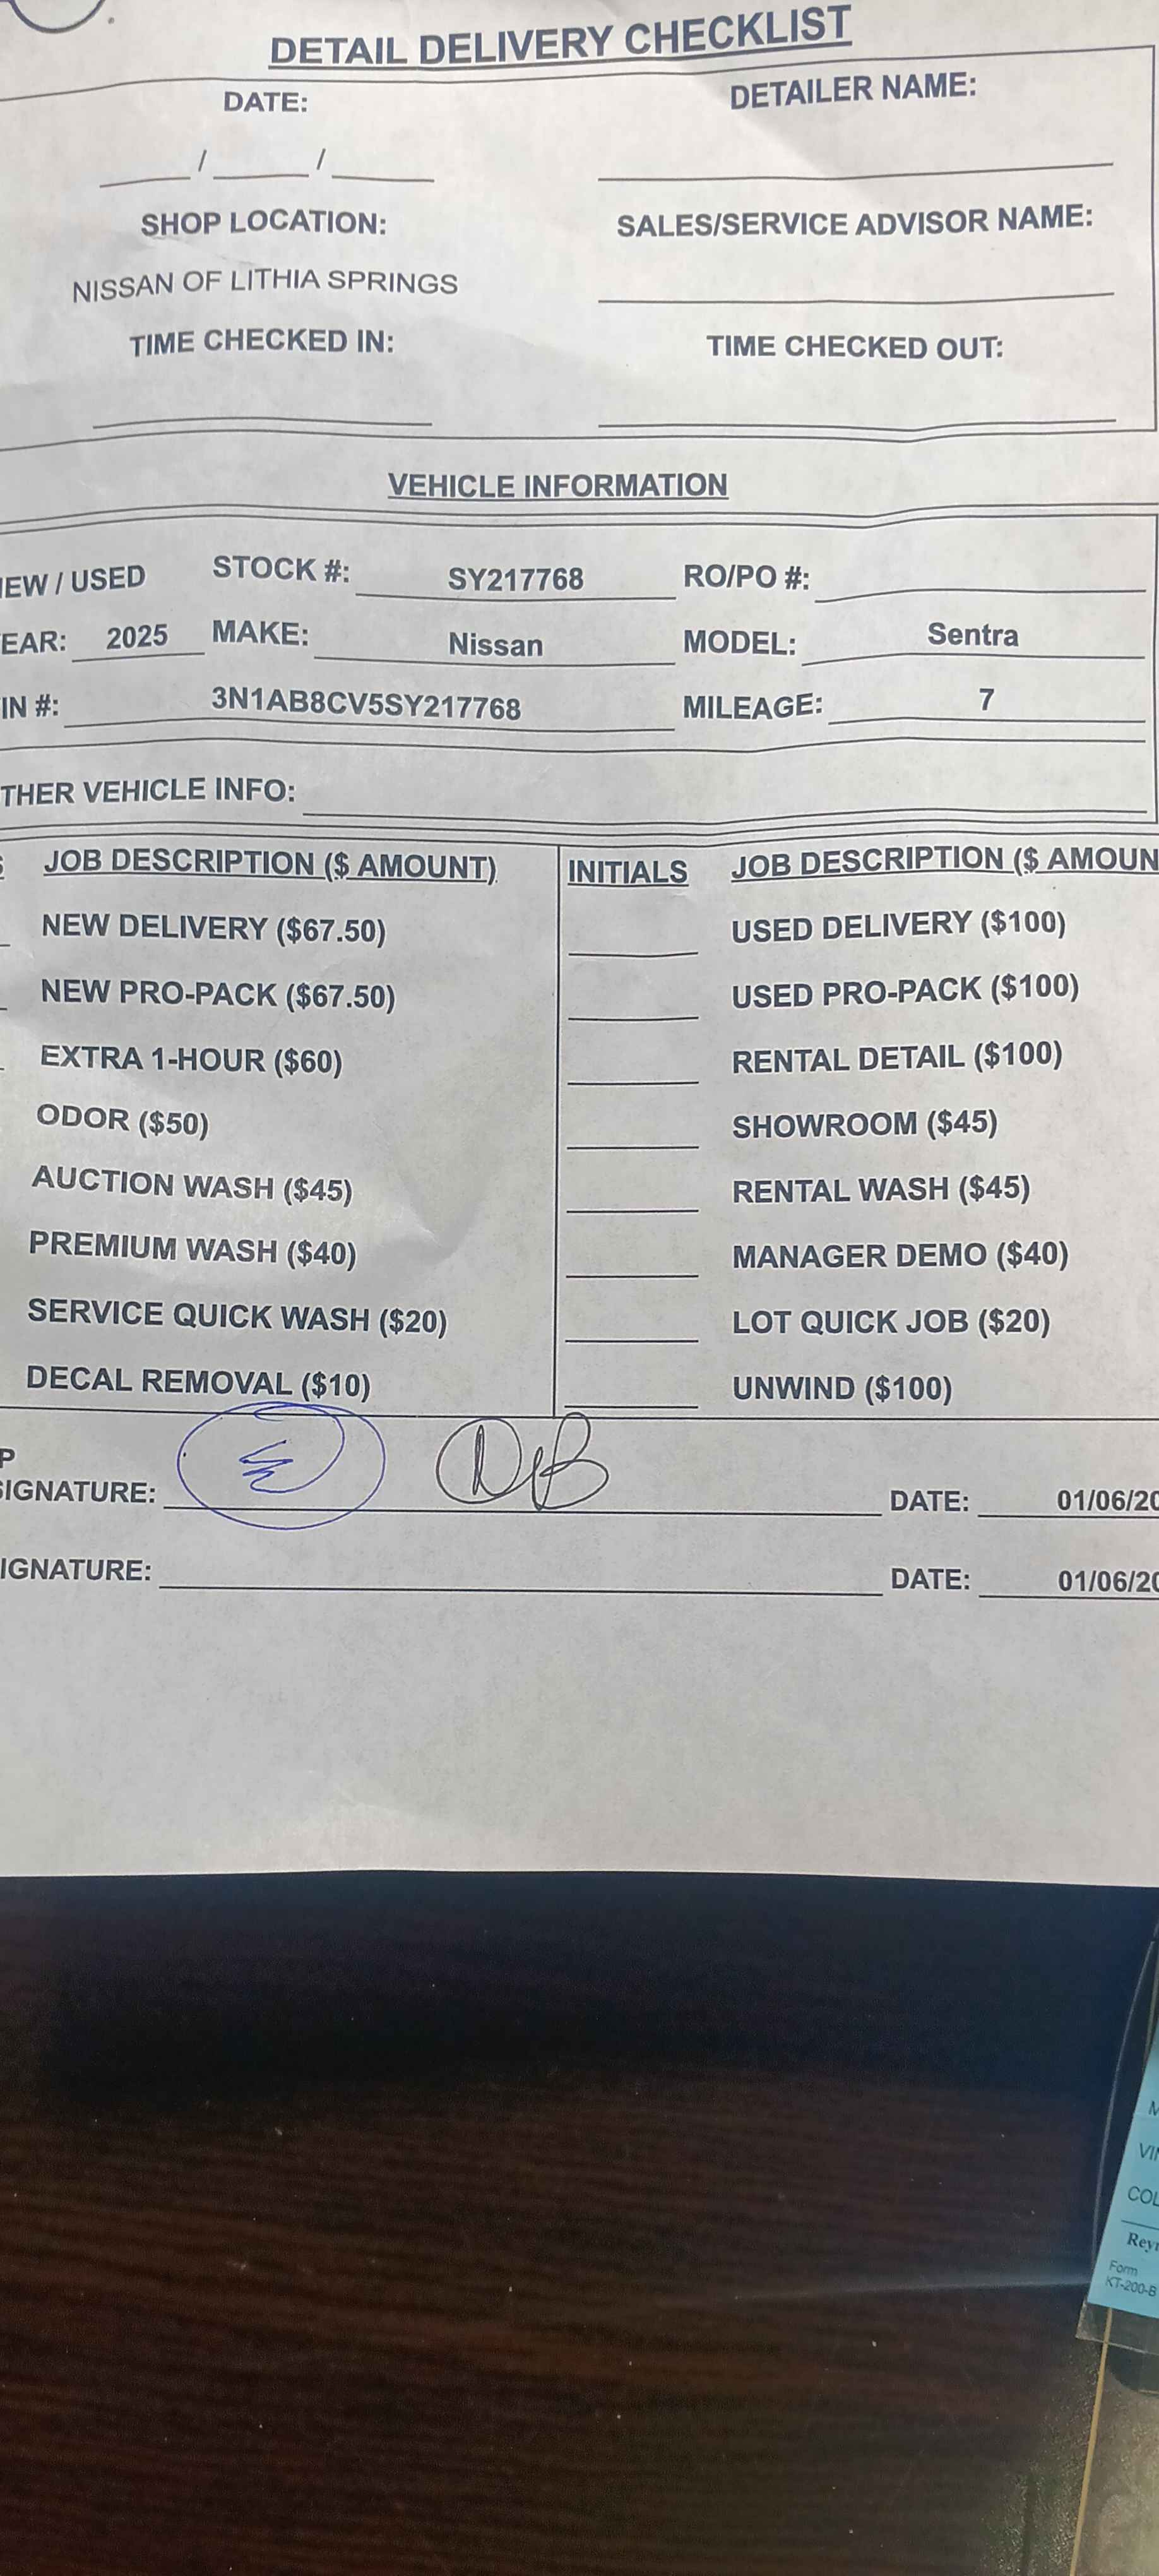 DETAIL DELIVERY CHECKLIST
DATE: DETAILER NAME:
/ /
SHOP LOCATION: SALES/SERVICE ADVISOR NAME:
NISSAN OF LITHIA SPRINGS
TIME CHECKED IN: TIME CHECKED OUT:
VEHICLE INFORMATION
EW / USED STOCK #: SY217768 RO/PO #:
EAR: 2025 MAKE: Nissan MODEL: Sentra
IN #: 3N1AB8CV5SY217768 MILEAGE: 7
THER VEHICLE INFO:
JOB DESCRIPTION ($ AMOUNT) INITIALS JOB DESCRIPTION ($ AMOUN
NEW DELIVERY ($67.50) USED DELIVERY ($100)
NEW PRO-PACK ($67.50) USED PRO-PACK ($100)
EXTRA 1-HOUR ($60) RENTAL DETAIL ($100)
ODOR ($50) SHOWROOM ($45)
AUCTION WASH ($45) RENTAL WASH ($45)
PREMIUM WASH ($40) MANAGER DEMO ($40)
SERVICE QUICK WASH ($20) LOT QUICK JOB ($20)
DECAL REMOVAL ($10) UNWIND ($100)
P
SIGNATURE: DB DATE: 01/06/20
IGNATURE: DATE: 01/06/20
M
VIN
COL
Reyn
Form
KT-200-B